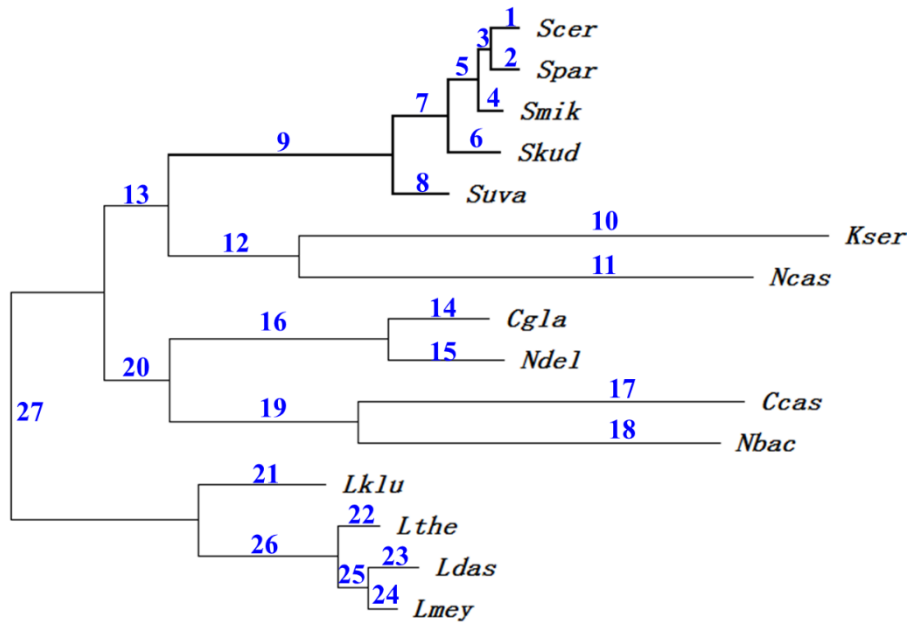 1 Scer
3
2 Spar
5
4 Smik
7
6 Skud
9
8 Suva
13
10 Kser
12
11 Ncas
14 Cgla
16
15 Ndel
20
17 Ccas
19
18 Nbac
27
21 Lklu
22 Lthe
26
23 Ldas
25
24 Lmey